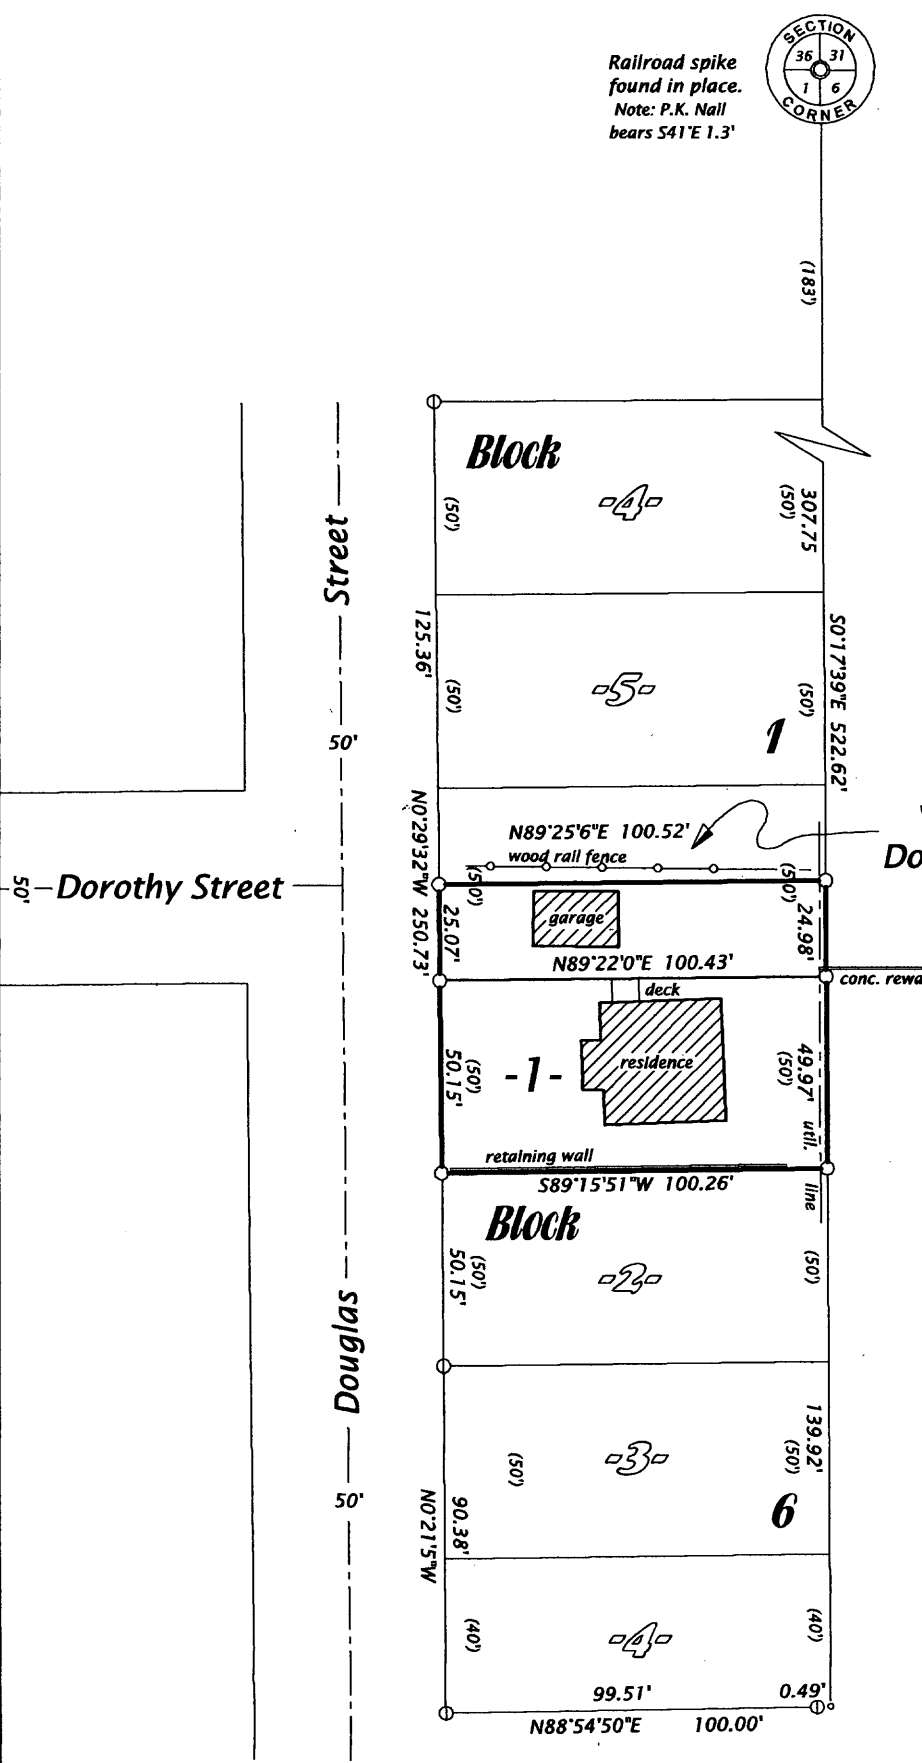 SECTION
36 31
1 6
CORNER
Railroad spike
found in place.
Note: P.K. Nail
bears S41°E 1.3'
(183')
Block
-4-
(50')
307.75
(50')
Street
125.36'
S0°17'39"E 522.62'
-5-
(50')
(50')
1
50'
N0°29'32"W 250.73'
N89°25'6"E 100.52'
wood rail fence
Do
50'
Dorothy Street
(50')
(50')
25.07'
garage
24.98'
N89°22'0"E 100.43'
deck
conc. rewa
residence
-1-
(50')
50.15'
49.97'
(50')
util.
line
retaining wall
S89°15'51"W 100.26'
Block
(50')
50.15'
-2-
(50')
Douglas
139.92'
(50')
-3-
(50')
50'
6
90.38'
N0°21'5"W
(40')
-4-
(40')
99.51' 0.49'
N88°54'50"E 100.00'